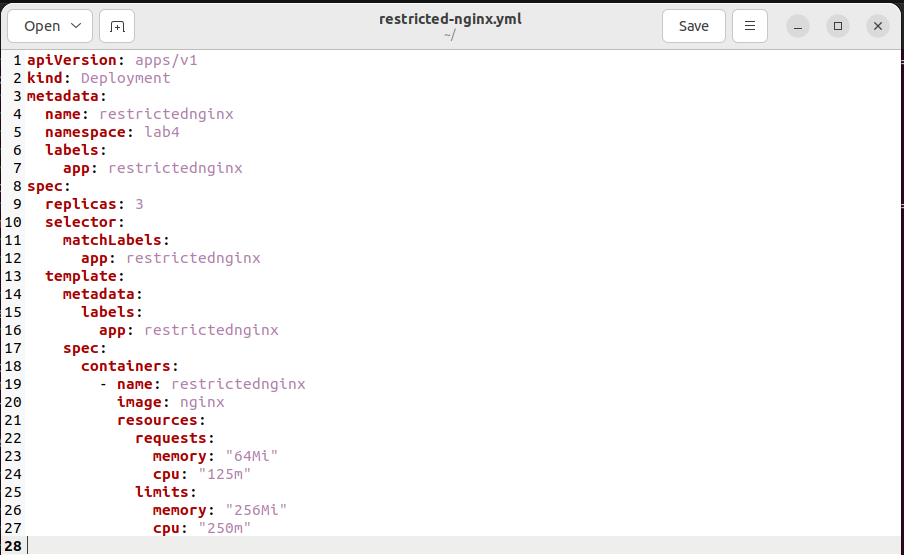 Open
restricted-nginx.yml
~/
Save
1 apiVersion: apps/v1
2 kind: Deployment
3 metadata:
4   name: restrictednginx
5   namespace: lab4
6   labels:
7     app: restrictednginx
8 spec:
9   replicas: 3
10   selector:
11     matchLabels:
12       app: restrictednginx
13   template:
14     metadata:
15       labels:
16         app: restrictednginx
17     spec:
18       containers:
19         - name: restrictednginx
20           image: nginx
21           resources:
22             requests:
23               memory: "64Mi"
24               cpu: "125m"
25             limits:
26               memory: "256Mi"
27               cpu: "250m"
28